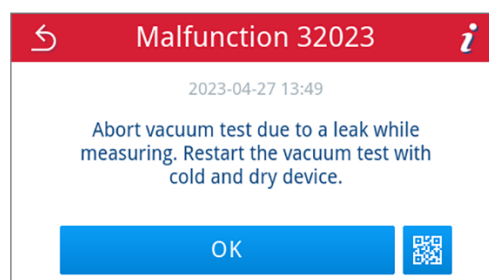 Malfunction 32023
i
2023-04-27 13:49
Abort vacuum test due to a leak while
measuring. Restart the vacuum test with
cold and dry device.
OK